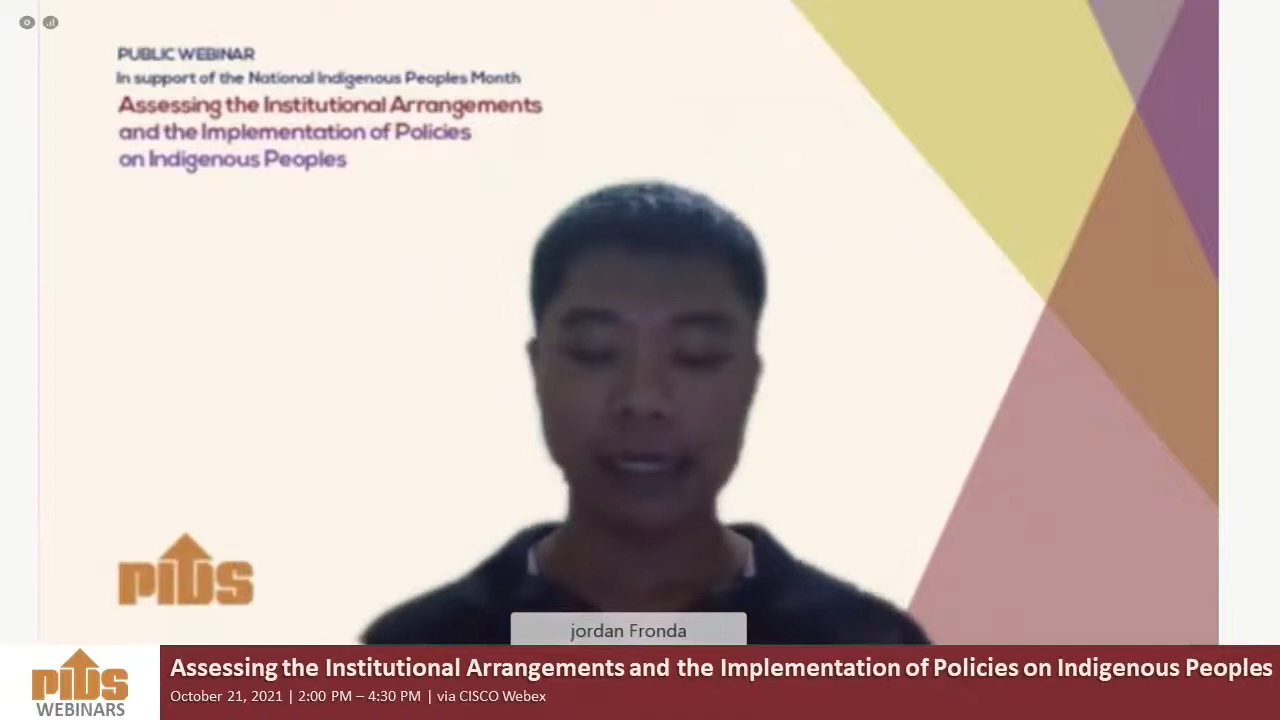 PUBLIC WEBINAR
In support of the National Indigenous Peoples Month
Assessing the Institutional Arrangements
and the Implementation of Policies
on Indigenous Peoples
PIDS
jordan Fronda
PIDS
WEBINARS
Assessing the Institutional Arrangements and the Implementation of Policies on Indigenous Peoples
October 21, 2021 | 2:00 PM – 4:30 PM | via CISCO Webex